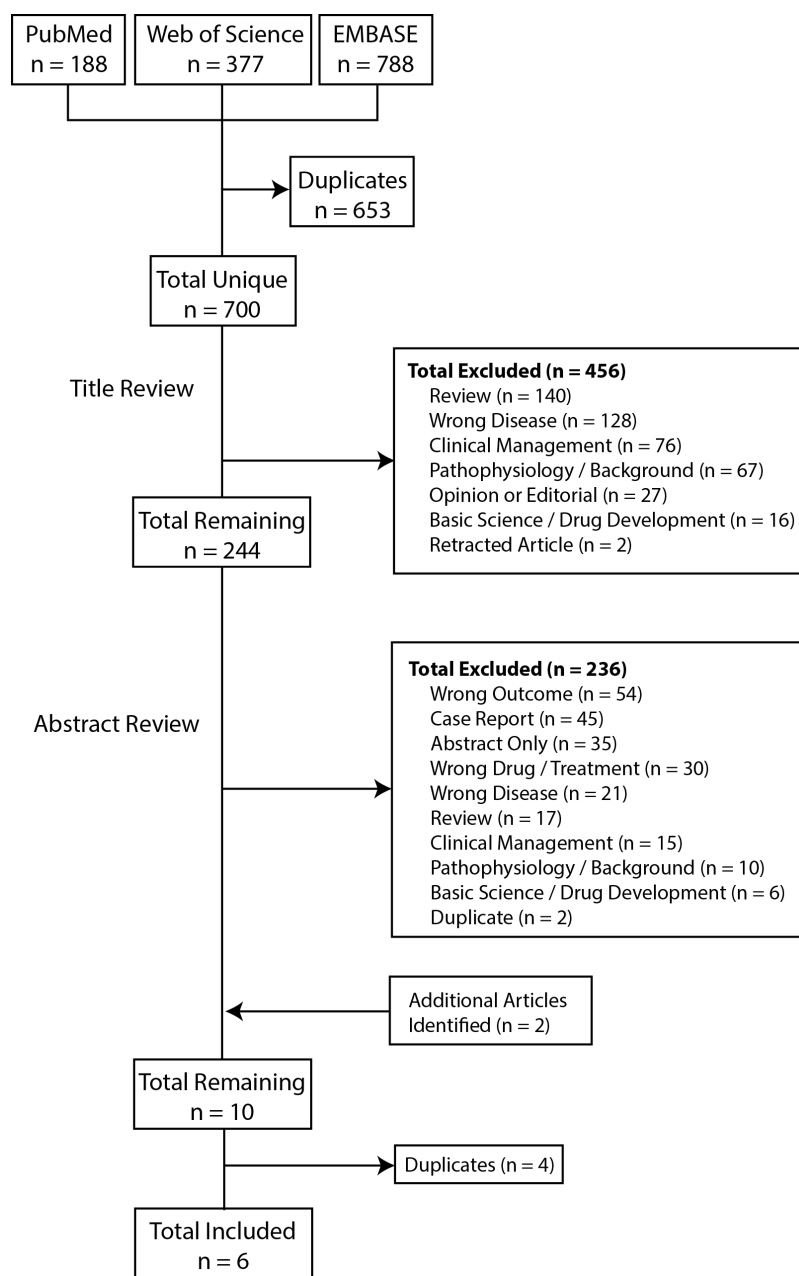 PubMed
n = 188
Web of Science
n = 377
EMBASE
n = 788
Duplicates
n = 653
Total Unique
n = 700
Title Review
Total Excluded (n = 456)
Review (n = 140)
Wrong Disease (n = 128)
Clinical Management (n = 76)
Pathophysiology / Background (n = 67)
Opinion or Editorial (n = 27)
Basic Science / Drug Development (n = 16)
Retracted Article (n = 2)
Total Remaining
n = 244
Abstract Review
Total Excluded (n = 236)
Wrong Outcome (n = 54)
Case Report (n = 45)
Abstract Only (n = 35)
Wrong Drug / Treatment (n = 30)
Wrong Disease (n = 21)
Review (n = 17)
Clinical Management (n = 15)
Pathophysiology / Background (n = 10)
Basic Science / Drug Development (n = 6)
Duplicate (n = 2)
Additional Articles
Identified (n = 2)
Total Remaining
n = 10
Duplicates (n = 4)
Total Included
n = 6